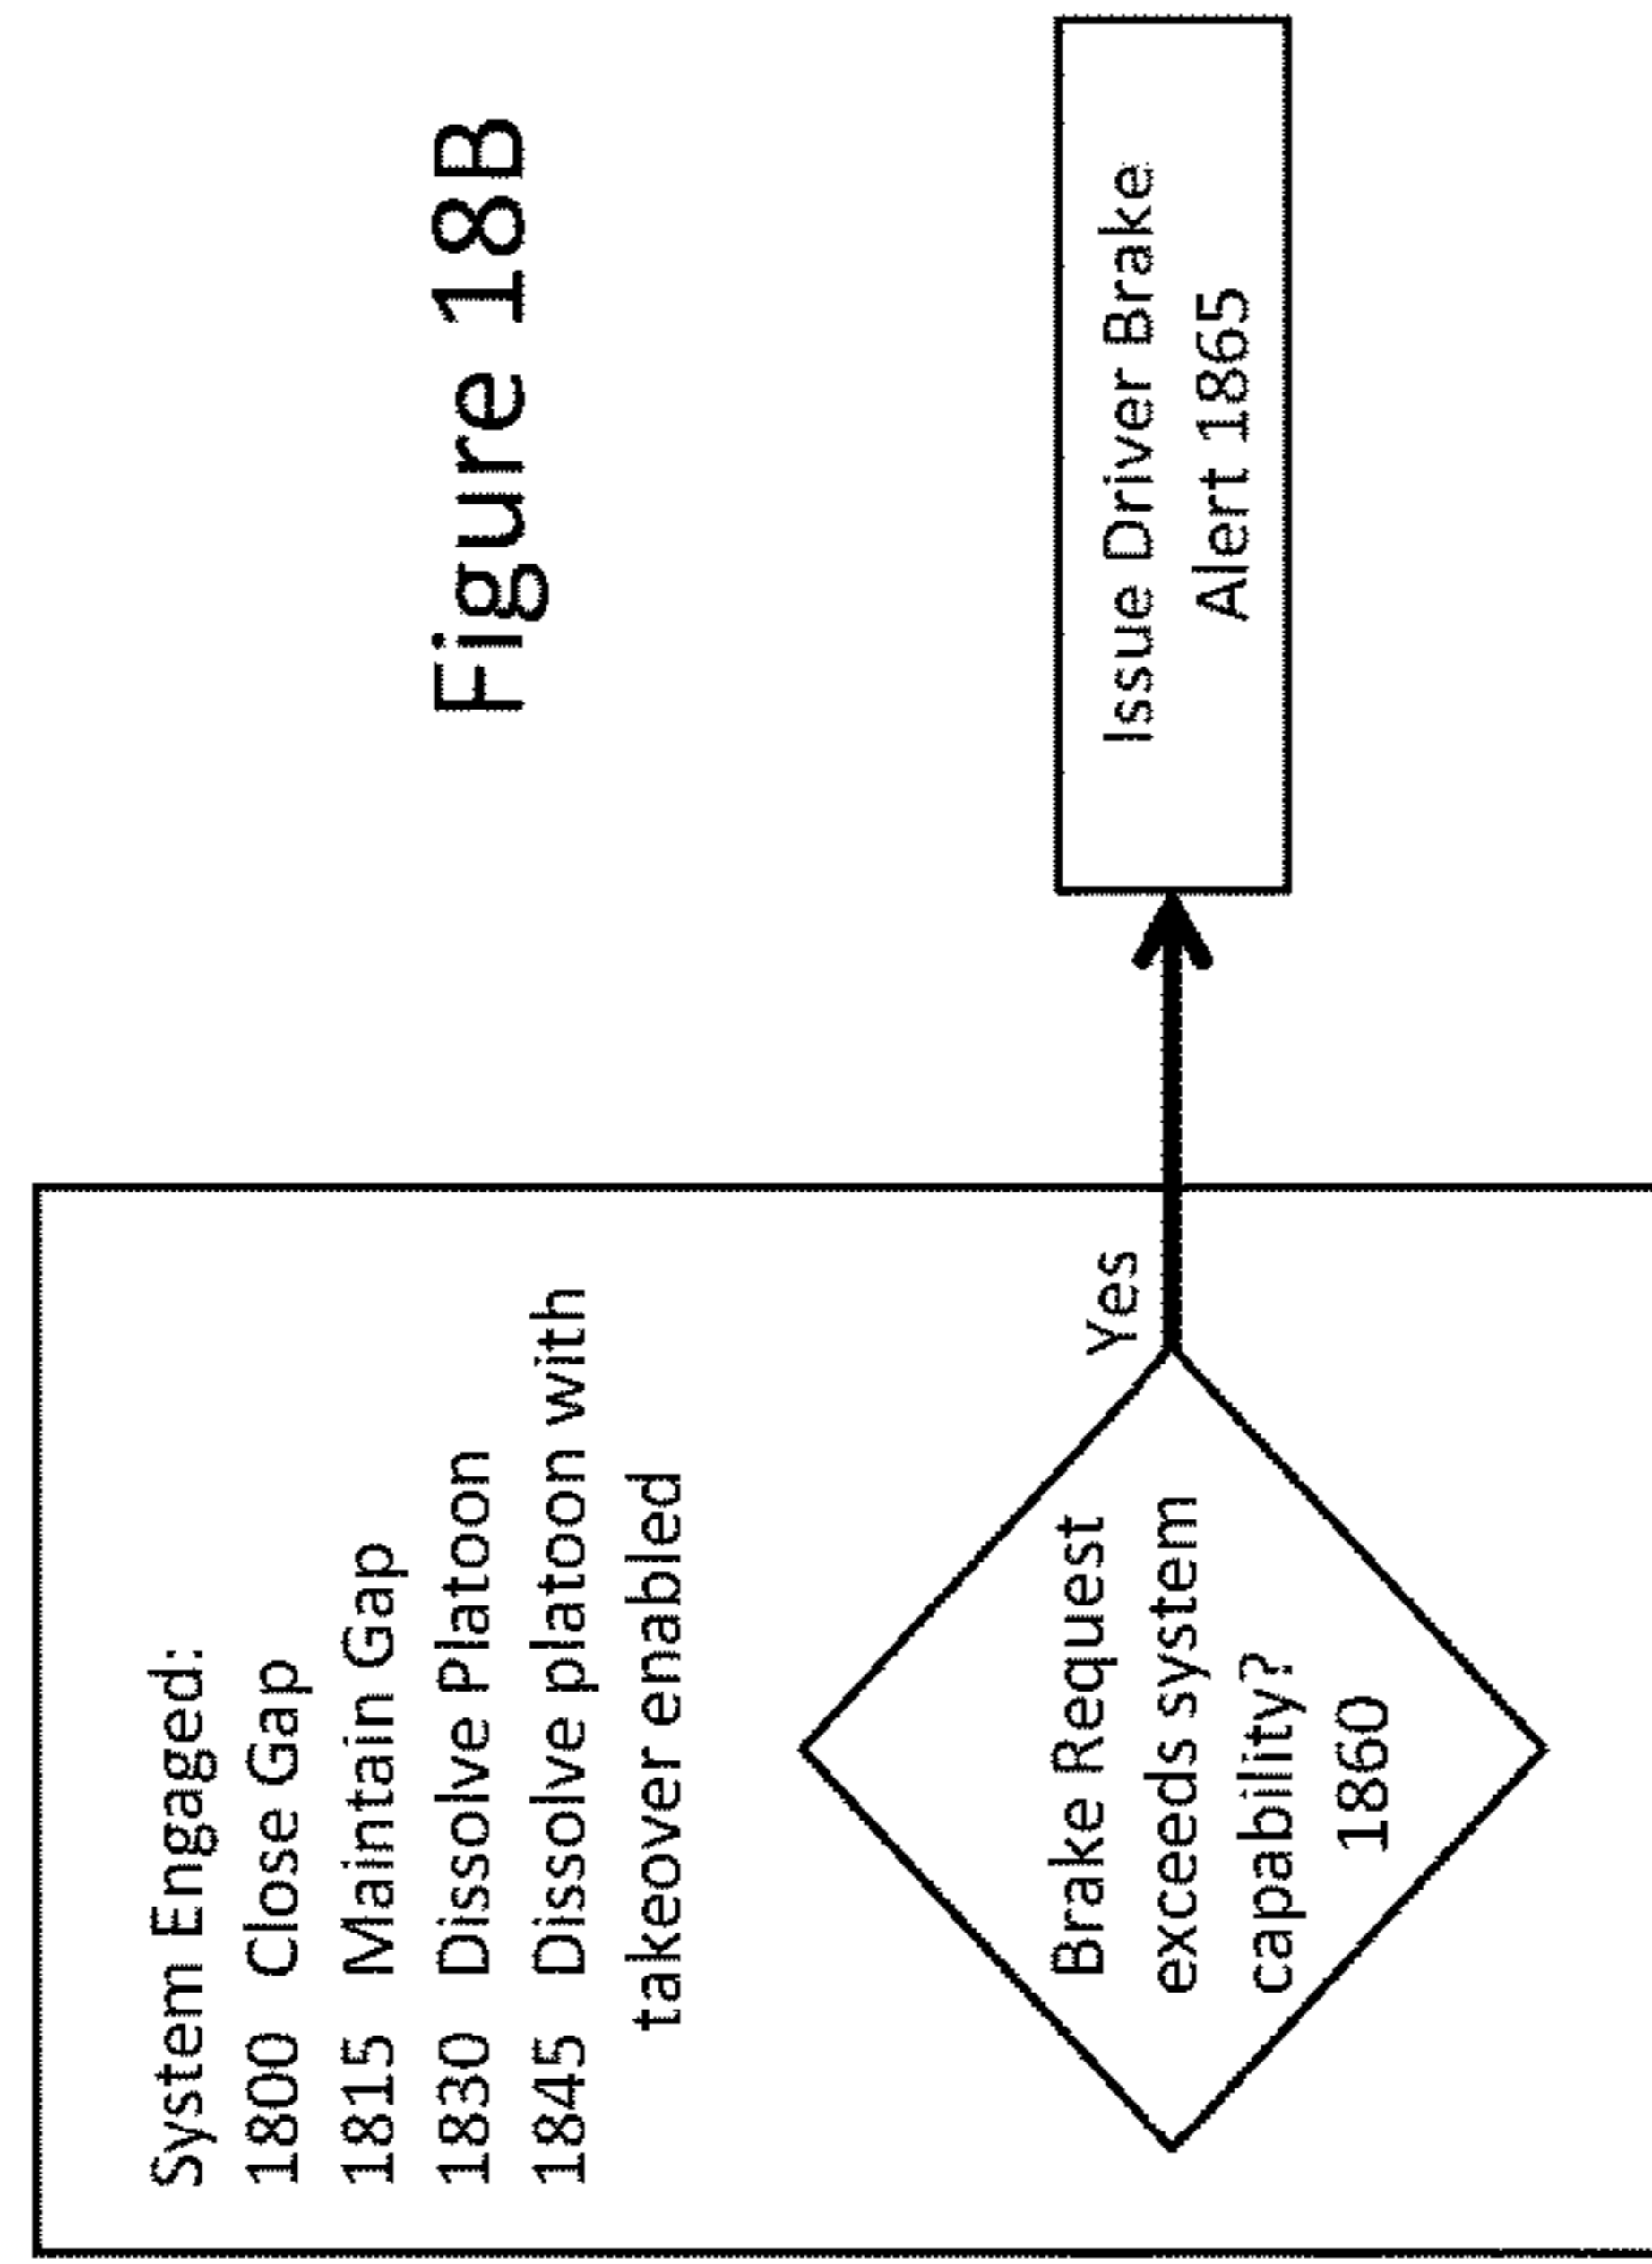 Figure 18B
System Engaged:
1800 Close Gap
1815 Maintain Gap
1830 Dissolve Platoon
1845 Dissolve platoon with
takeover enabled
Brake Request
exceeds system
capability?
1860
Yes
Issue Driver Brake
Alert 1865